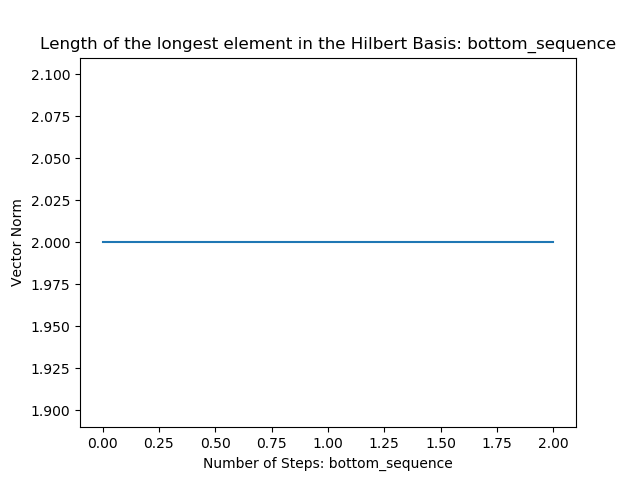 Length of the longest element in the Hilbert Basis: bottom_sequence
2.100
2.075
2.050
2.025
2.000
1.975
1.950
1.925
1.900
Vector Norm
0.00 0.25 0.50 0.75 1.00 1.25 1.50 1.75 2.00
Number of Steps: bottom_sequence